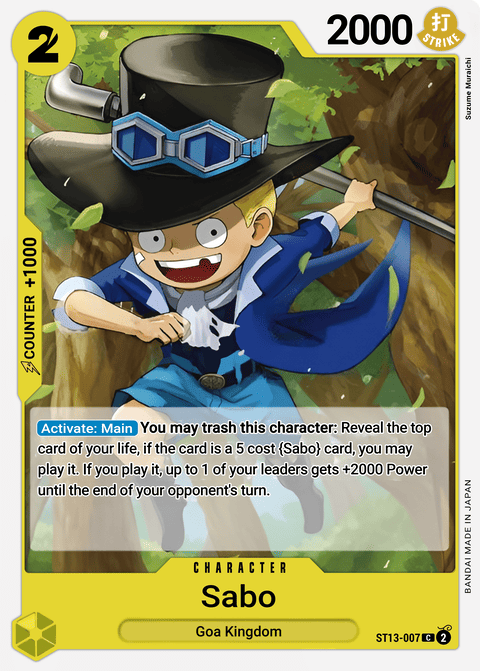 2
2000
打
STRIKE
Suzume Muraichi
COUNTER +1000
Activate: Main You may trash this character: Reveal the top
card of your life, if the card is a 5 cost {Sabo} card, you may
play it. If you play it, up to 1 of your leaders gets +2000 Power
until the end of your opponent's turn.
BANDAI MADE IN JAPAN
CHARACTER
Sabo
Goa Kingdom
ST13-007 C 2